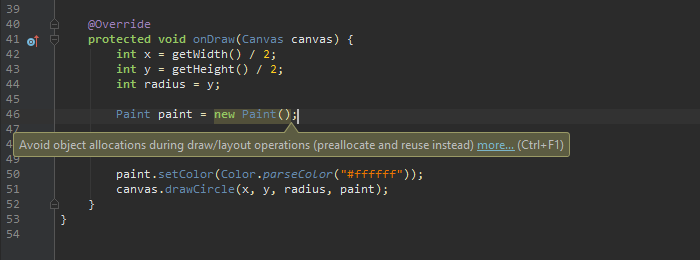 39
40 @Override
41 protected void onDraw(Canvas canvas) {
42 int x = getWidth() / 2;
43 int y = getHeight() / 2;
44 int radius = y;
45
46 Paint paint = new Paint();
Avoid object allocations during draw/layout operations (preallocate and reuse instead) more... (Ctrl+F1)
50 paint.setColor(Color.parseColor("#ffffff"));
51 canvas.drawCircle(x, y, radius, paint);
52 }
53 }
54